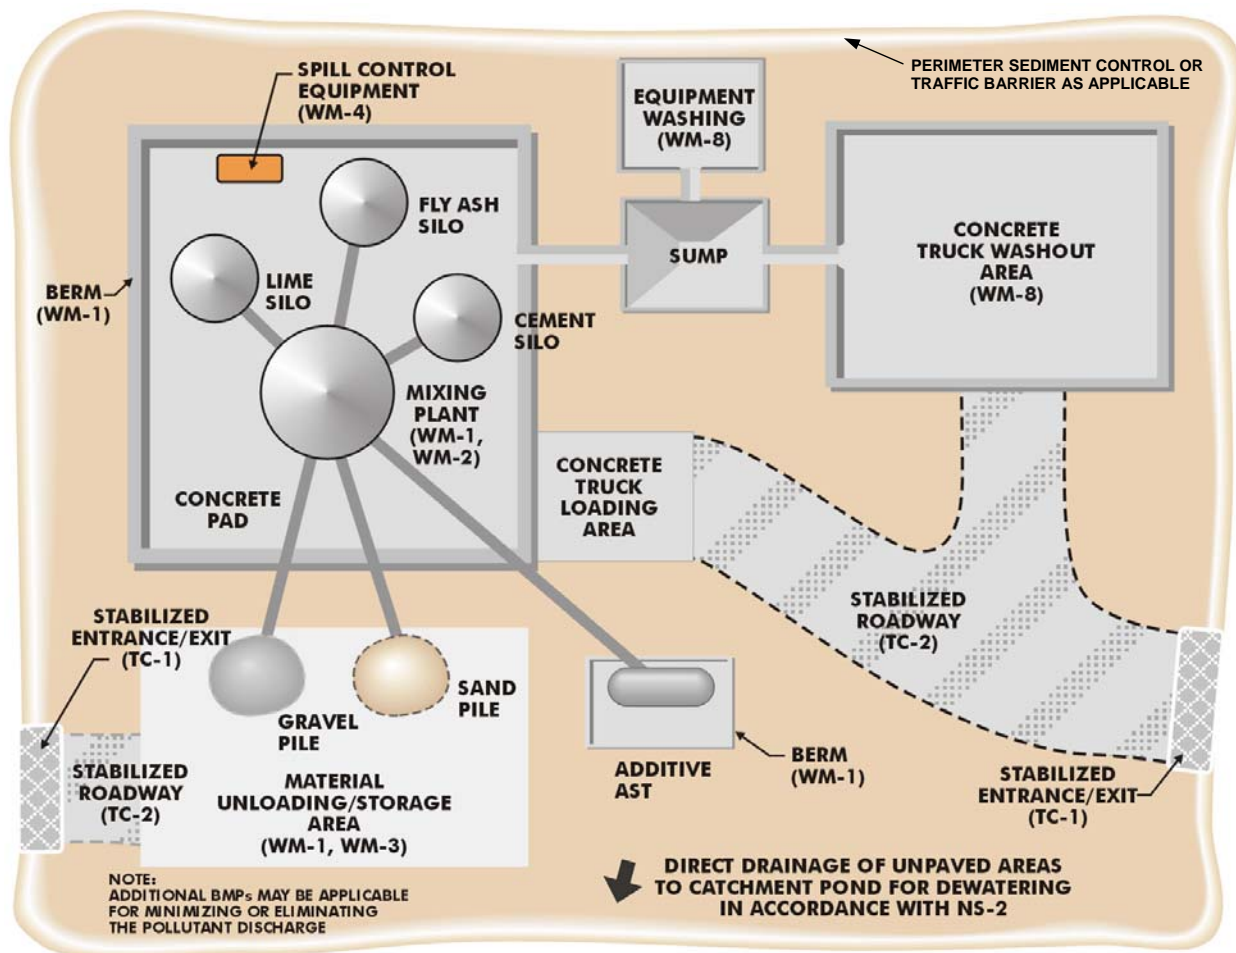 PERIMETER SEDIMENT CONTROL OR
TRAFFIC BARRIER AS APPLICABLE
SPILL CONTROL
EQUIPMENT
(WM-4)
EQUIPMENT
WASHING
(WM-8)
FLY ASH
SILO
LIME
SILO
BERM
(WM-1)
CEMENT
SILO
SUMP
CONCRETE
TRUCK WASHOUT
AREA
(WM-8)
MIXING
PLANT
(WM-1,
WM-2)
CONCRETE
PAD
CONCRETE
TRUCK
LOADING
AREA
STABILIZED
ROADWAY
(TC-2)
STABILIZED
ENTRANCE/EXIT
(TC-1)
GRAVEL
PILE
SAND
PILE
STABILIZED
ROADWAY
(TC-2)
MATERIAL
UNLOADING/STORAGE
AREA
(WM-1, WM-3)
ADDITIVE
AST
BERM
(WM-1)
STABILIZED
ENTRANCE/EXIT
(TC-1)
NOTE:
ADDITIONAL BMPs MAY BE APPLICABLE
FOR MINIMIZING OR ELIMINATING
THE POLLUTANT DISCHARGE
DIRECT DRAINAGE OF UNPAVED AREAS
TO CATCHMENT POND FOR DEWATERING
IN ACCORDANCE WITH NS-2